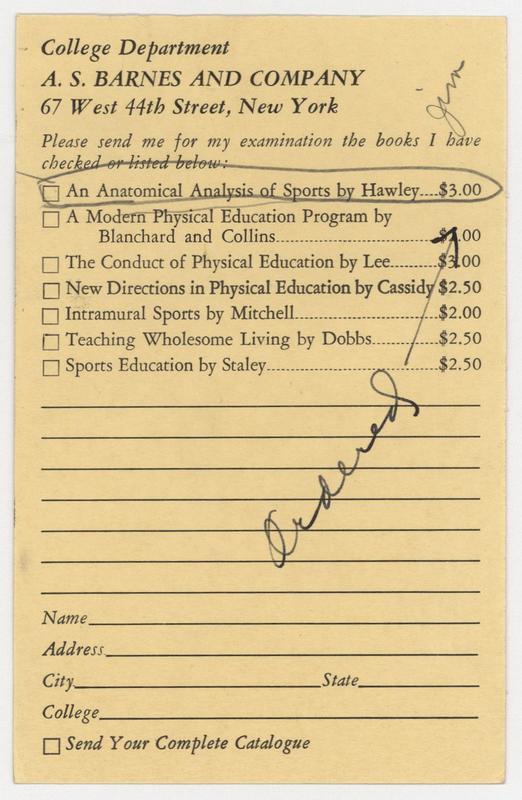 College Department
A. S. BARNES AND COMPANY
67 West 44th Street, New York
Jim
Please send me for my examination the books I have
checked or listed below:
☐ An Anatomical Analysis of Sports by Hawley....$3.00
☐ A Modern Physical Education Program by
Blanchard and Collins........................................00
☐ The Conduct of Physical Education by Lee.........$3.00
☐ New Directions in Physical Education by Cassidy $2.50
☐ Intramural Sports by Mitchell..............................$2.00
☐ Teaching Wholesome Living by Dobbs................$2.50
☐ Sports Education by Staley...................................$2.50
Ordered
Name
Address
City State
College
☐ Send Your Complete Catalogue